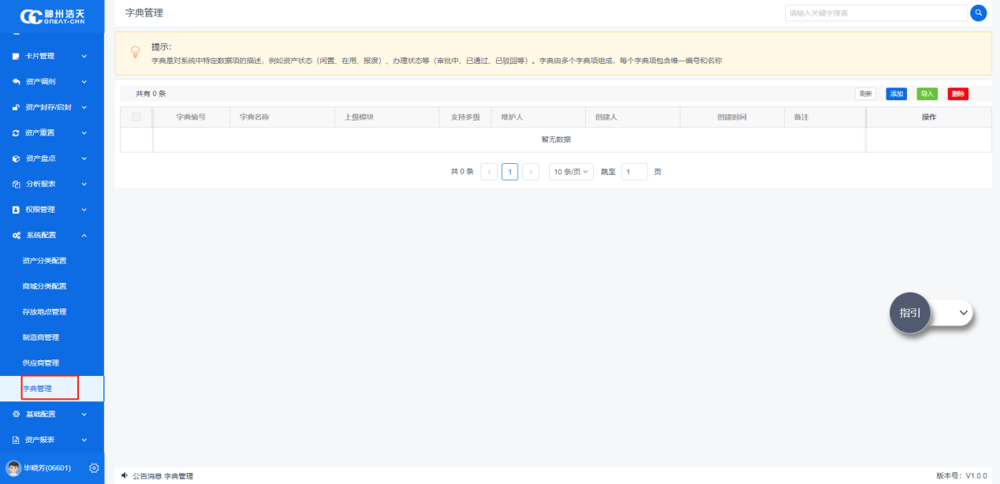 神州浩天
GREAT-CHN
卡片管理
资产调剂
资产封存/启封
资产重置
资产盘点
分析报表
权限管理
系统配置
资产分类配置
商城分类配置
存放地点管理
制造商管理
供应商管理
字典管理
基础配置
资产报表
毕晓芳(06601)
字典管理
请输入关键字搜索
提示：
字典是对系统中特定数据项的描述，例如资产状态（闲置、在用、报废）、办理状态等（审批中、已通过、已驳回等）。字典由多个字典项组成，每个字典项包含唯一编号和名称
共有 0 条
刷新 添加 导入 删除
字典编号 字典名称 上级模块 支持多级 维护人 创建人 创建时间 备注 操作
暂无数据
共 0 条 < 1 > 10 条/页 跳至 1 页
指引
公告消息 字典管理
版本号：V1.0.0